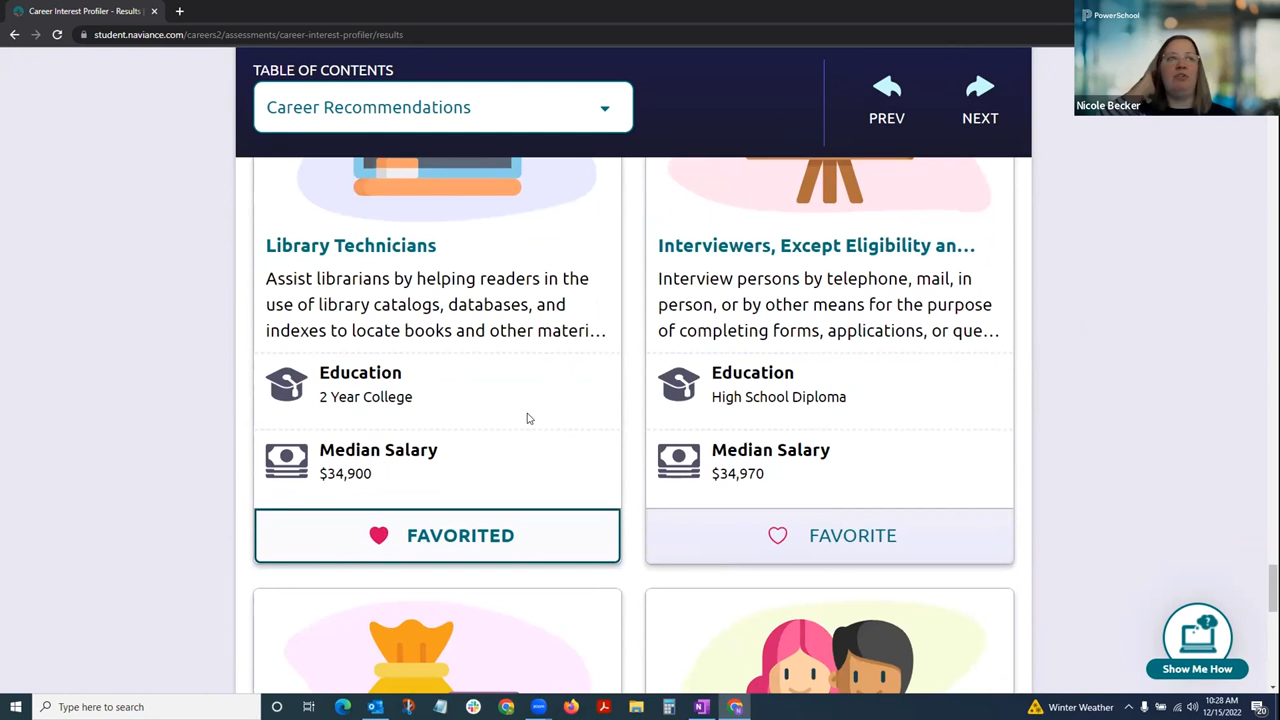 Career Interest Profiler - Results |
student.naviance.com/careers2/assessments/career-interest-profiler/results
PowerSchool
Nicole Becker
TABLE OF CONTENTS
Career Recommendations
PREV
NEXT
Library Technicians
Assist librarians by helping readers in the
use of library catalogs, databases, and
indexes to locate books and other materi...
Education
2 Year College
Median Salary
$34,900
FAVORITED
Interviewers, Except Eligibility an...
Interview persons by telephone, mail, in
person, or by other means for the purpose
of completing forms, applications, or que...
Education
High School Diploma
Median Salary
$34,970
FAVORITE
Show Me How
Type here to search
Winter Weather
10:28 AM
12/15/2022
20